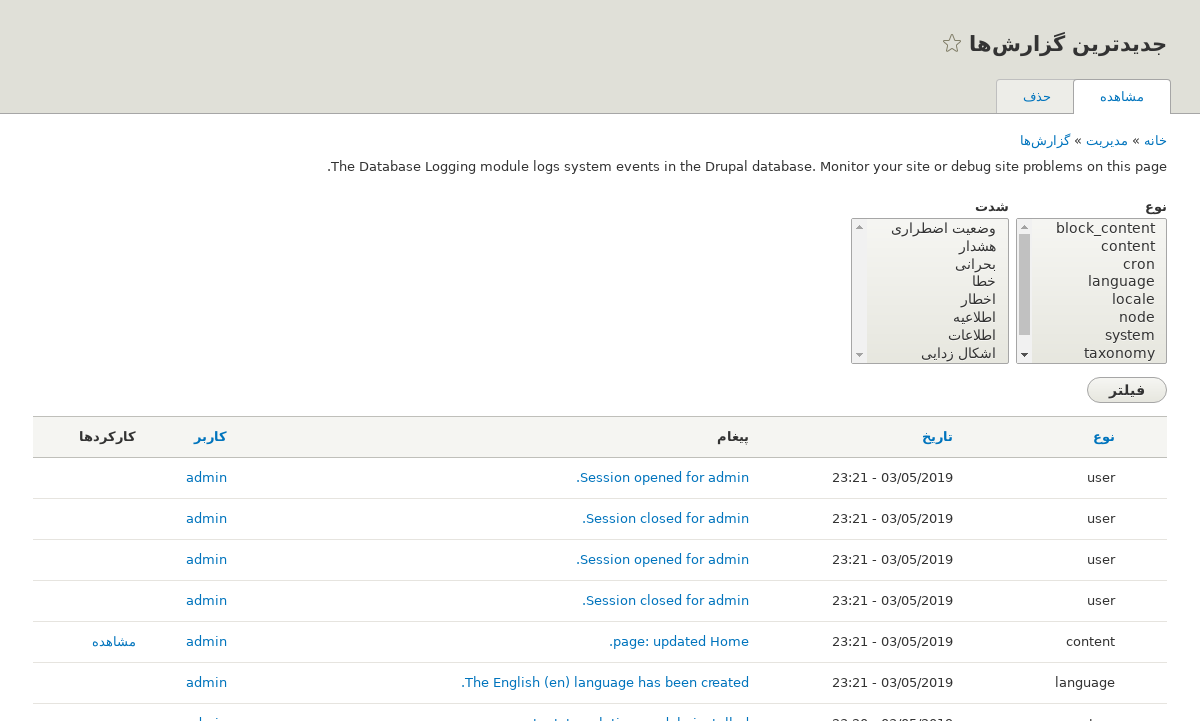 جدیدترین گزارش‌ها
مشاهده
حذف
خانه » مدیریت » گزارش‌ها
The Database Logging module logs system events in the Drupal database. Monitor your site or debug site problems on this page.
نوع
block_content
content
cron
language
locale
node
system
taxonomy
شدت
وضعیت اضطراری
هشدار
بحرانی
خطا
اخطار
اطلاعیه
اطلاعات
اشکال زدایی
فیلتر
نوع تاریخ پیغام کاربر کارکردها
user 03/05/2019 - 23:21 Session opened for admin. admin
user 03/05/2019 - 23:21 Session closed for admin. admin
user 03/05/2019 - 23:21 Session opened for admin. admin
user 03/05/2019 - 23:21 Session closed for admin. admin
content 03/05/2019 - 23:21 page: updated Home. admin مشاهده
language 03/05/2019 - 23:21 The English (en) language has been created. admin